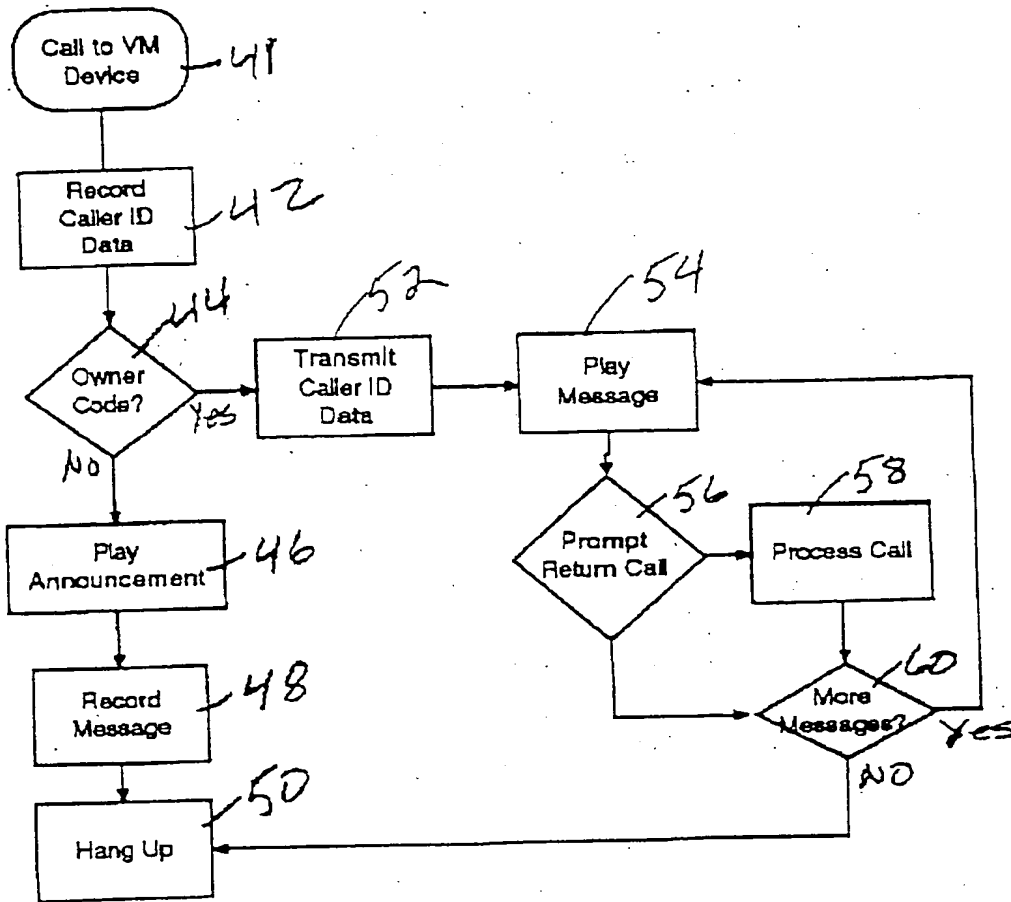 Call to VM
Device
41
Record
Caller ID
Data
42
44
Owner
Code?
Yes
No
52
Transmit
Caller ID
Data
54
Play
Message
56
Prompt
Return Call
58
Process Call
60
More
Messages?
Yes
NO
Play
Announcement
46
Record
Message
48
50
Hang Up